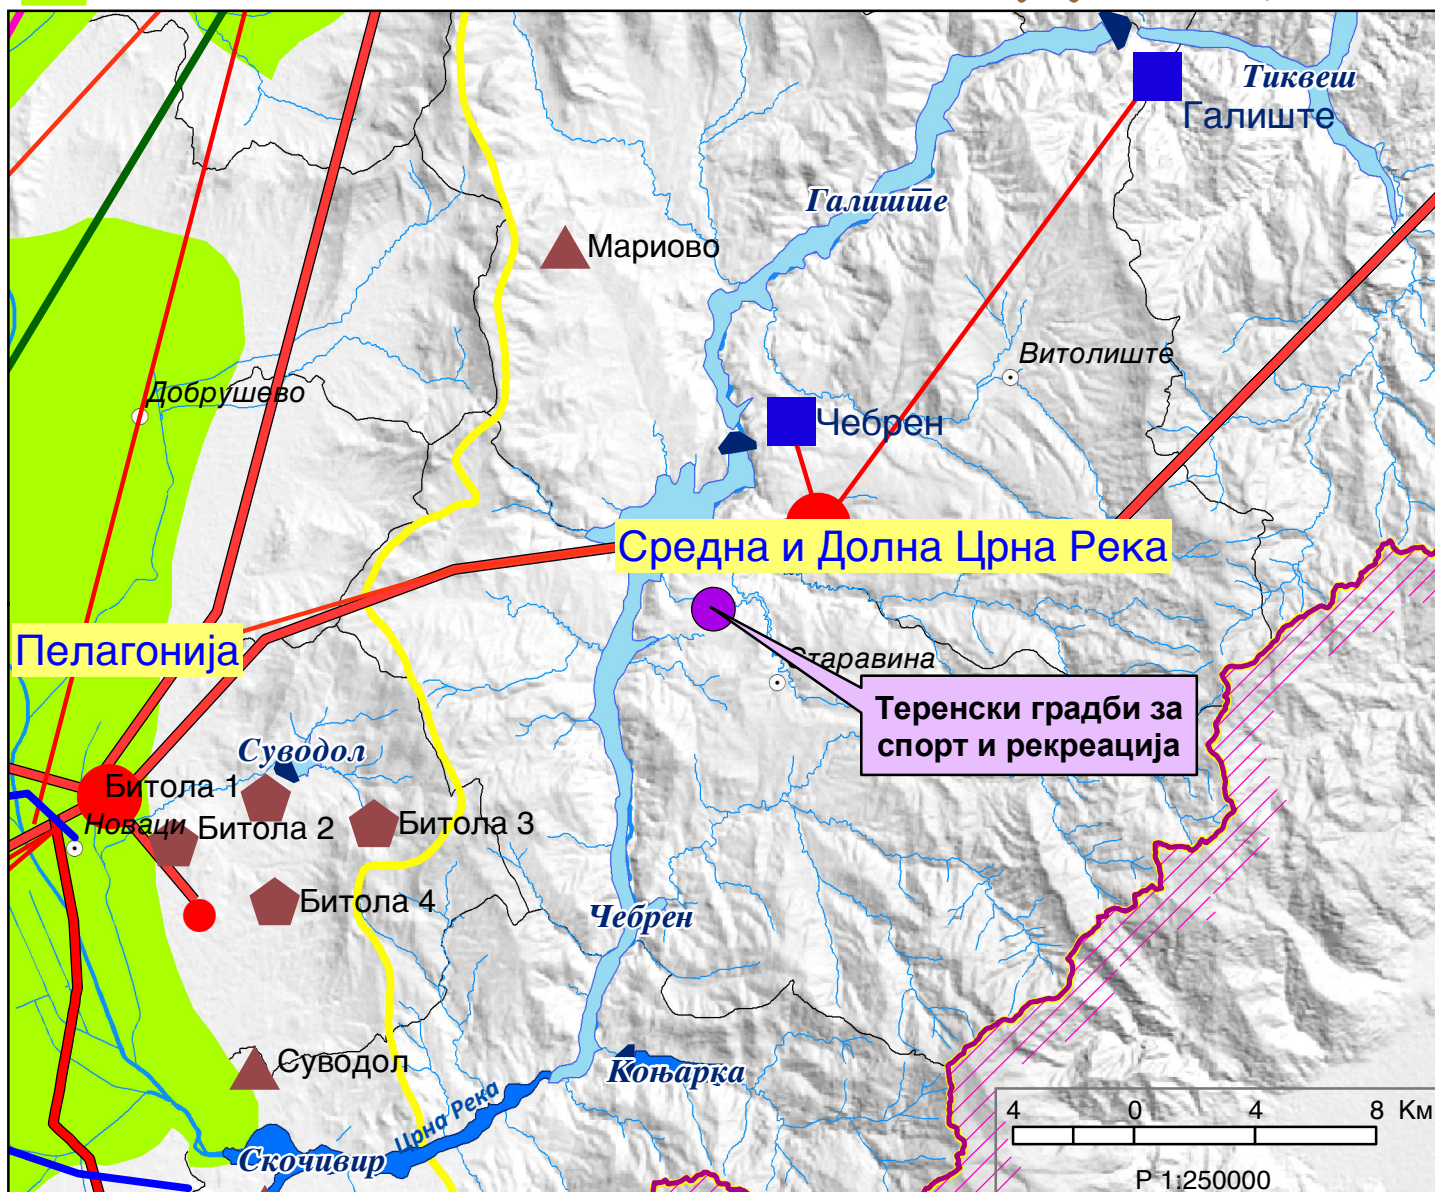 Тиквеш
Галиште
Галиште
Мариово
Витолиште
Добрушево
Чебрен
Средна и Долна Црна Река
Пелагонија
Старавина
Теренски градби за
спорт и рекреација
Суводол
Битола 1
Новаци
Битола 2
Битола 3
Битола 4
Чебрен
Суводол
Коњарка
Црна Река
Скочивир
4 0 4 8 Км
Р 1:250000